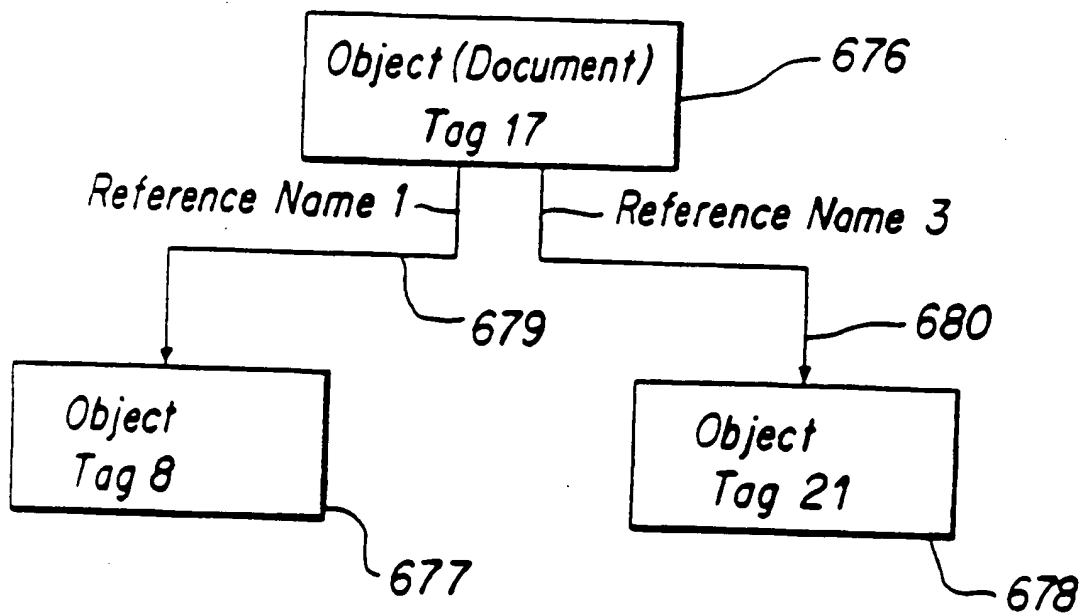 Object (Document)
Tag 17
676
Reference Name 1
Reference Name 3
679
680
Object
Tag 8
677
Object
Tag 21
678